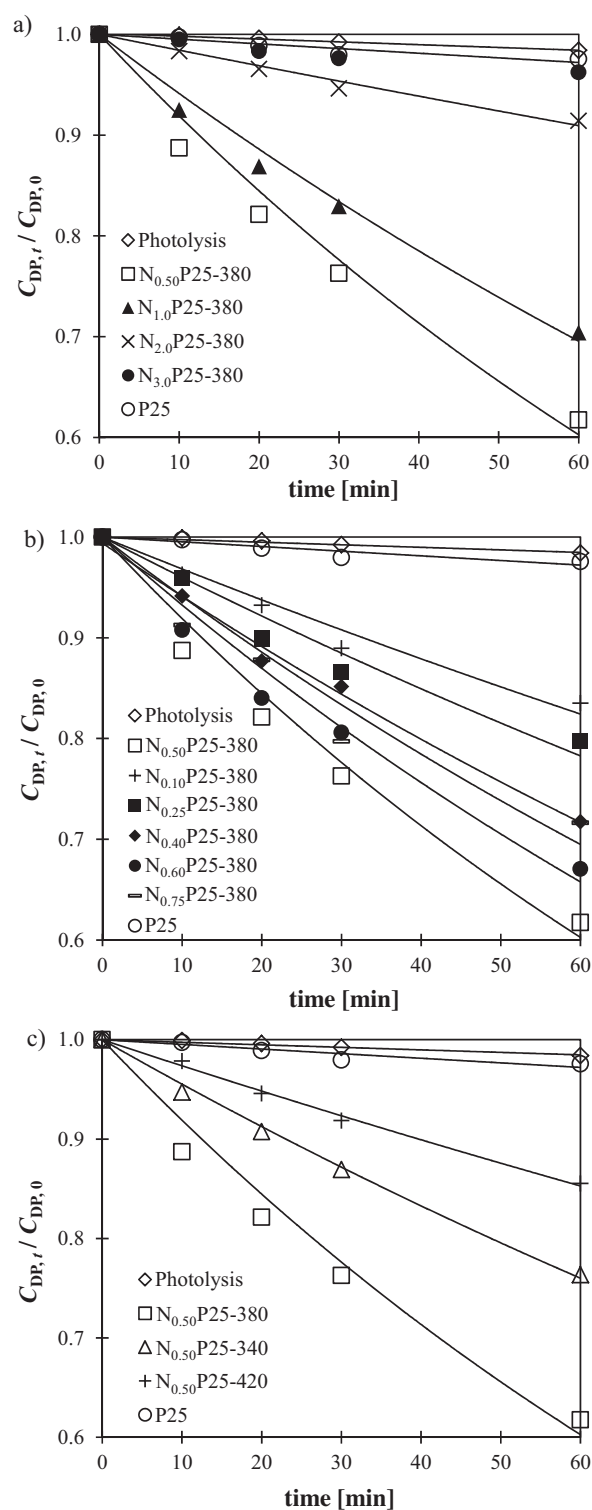 a)
1.0
0.9
0.8
0.7
0.6
C_DP,t / C_DP,0
Photolysis
N0.50P25-380
N1.0P25-380
N2.0P25-380
N3.0P25-380
P25
0 10 20 30 40 50 60
time [min]
b)
1.0
0.9
0.8
0.7
0.6
C_DP,t / C_DP,0
Photolysis
N0.50P25-380
N0.10P25-380
N0.25P25-380
N0.40P25-380
N0.60P25-380
N0.75P25-380
P25
0 10 20 30 40 50 60
time [min]
c)
1.0
0.9
0.8
0.7
0.6
C_DP,t / C_DP,0
Photolysis
N0.50P25-380
N0.50P25-340
N0.50P25-420
P25
0 10 20 30 40 50 60
time [min]